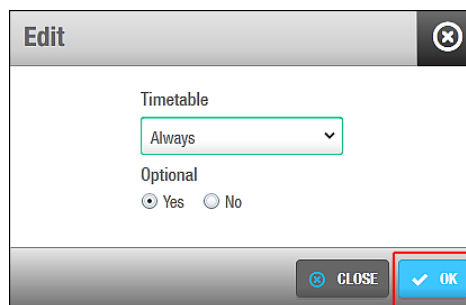 Edit
Timetable
Always
Optional
Yes No
CLOSE OK